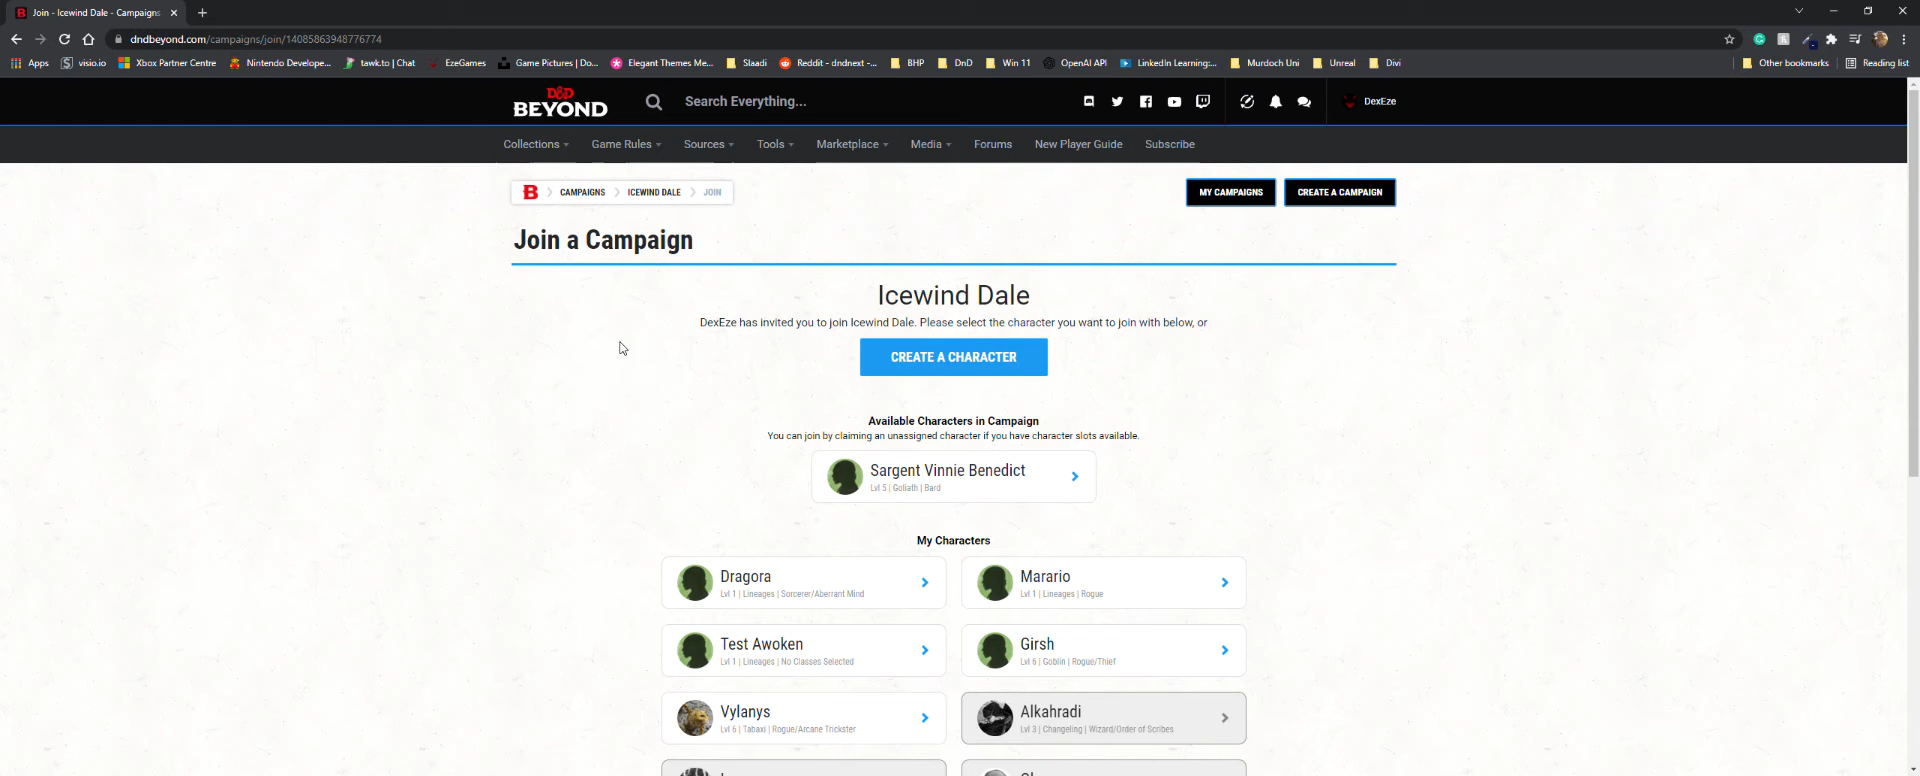 Join - Icewind Dale - Campaigns
dndbeyond.com/campaigns/join/14085863948776774
Apps visio.io Xbox Partner Centre Nintendo Develope... tawk.to | Chat EzeGames Game Pictures | Do... Elegant Themes Me... Slaadi Reddit - dndnext -... BHP DnD Win 11 OpenAI API LinkedIn Learning:... Murdoch Uni Unreal Divi Other bookmarks Reading list
D&D
BEYOND
Search Everything...
DexEze
Collections Game Rules Sources Tools Marketplace Media Forums New Player Guide Subscribe
B CAMPAIGNS ICEWIND DALE JOIN
MY CAMPAIGNS CREATE A CAMPAIGN
Join a Campaign
Icewind Dale
DexEze has invited you to join Icewind Dale. Please select the character you want to join with below, or
CREATE A CHARACTER
Available Characters in Campaign
You can join by claiming an unassigned character if you have character slots available.
Sargent Vinnie Benedict
Lvl 5 | Goliath | Bard
My Characters
Dragora
Lvl 1 | Lineages | Sorcerer/Aberrant Mind
Marario
Lvl 1 | Lineages | Rogue
Test Awoken
Lvl 1 | Lineages | No Classes Selected
Girsh
Lvl 6 | Goblin | Rogue/Thief
Vylanys
Lvl 6 | Tabaxi | Rogue/Arcane Trickster
Alkahradi
Lvl 3 | Changeling | Wizard/Order of Scribes